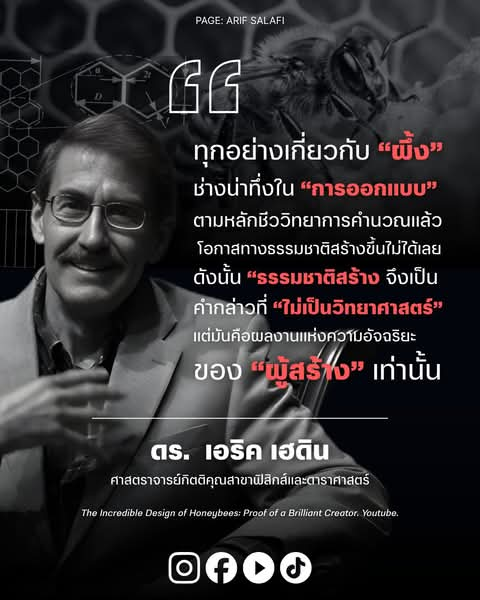 PAGE: ARIF SALAFI
ทุกอย่างเกี่ยวกับ “ผึ้ง”
ช่างน่าทึ่งใน “การออกแบบ”
ตามหลักชีววิทยาการคำนวณแล้ว
โอกาสทางธรรมชาติสร้างขึ้นไม่ได้เลย
ดังนั้น “ธรรมชาติสร้าง จึงเป็น
คำกล่าวที่ “ไม่เป็นวิทยาศาสตร์”
แต่มันคือผลงานแห่งความอัจฉริยะ
ของ “ผู้สร้าง” เท่านั้น
ดร. เอริค เฮดิน
ศาสตราจารย์กิตติคุณสาขาฟิสิกส์และดาราศาสตร์
The Incredible Design of Honeybees: Proof of a Brilliant Creator. Youtube.